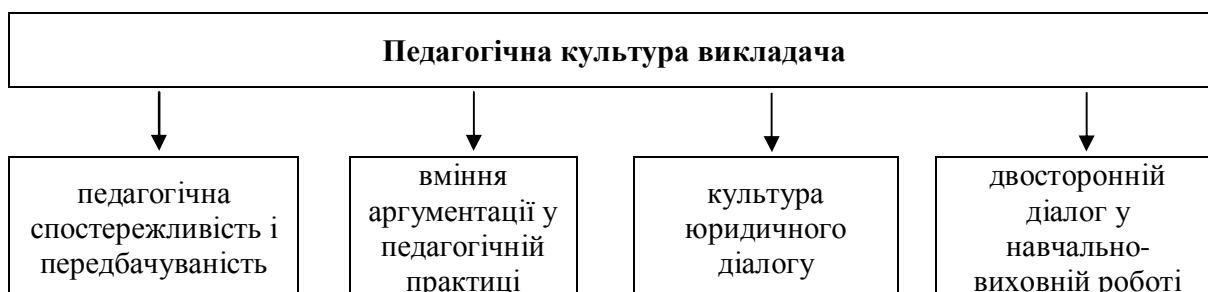 Педагогічна культура викладача
педагогічна
спостережливість і
передбачуваність
вміння
аргументації у
педагогічній
практиці
культура
юридичного
діалогу
двосторонній
діалог у
навчально-
виховній роботі